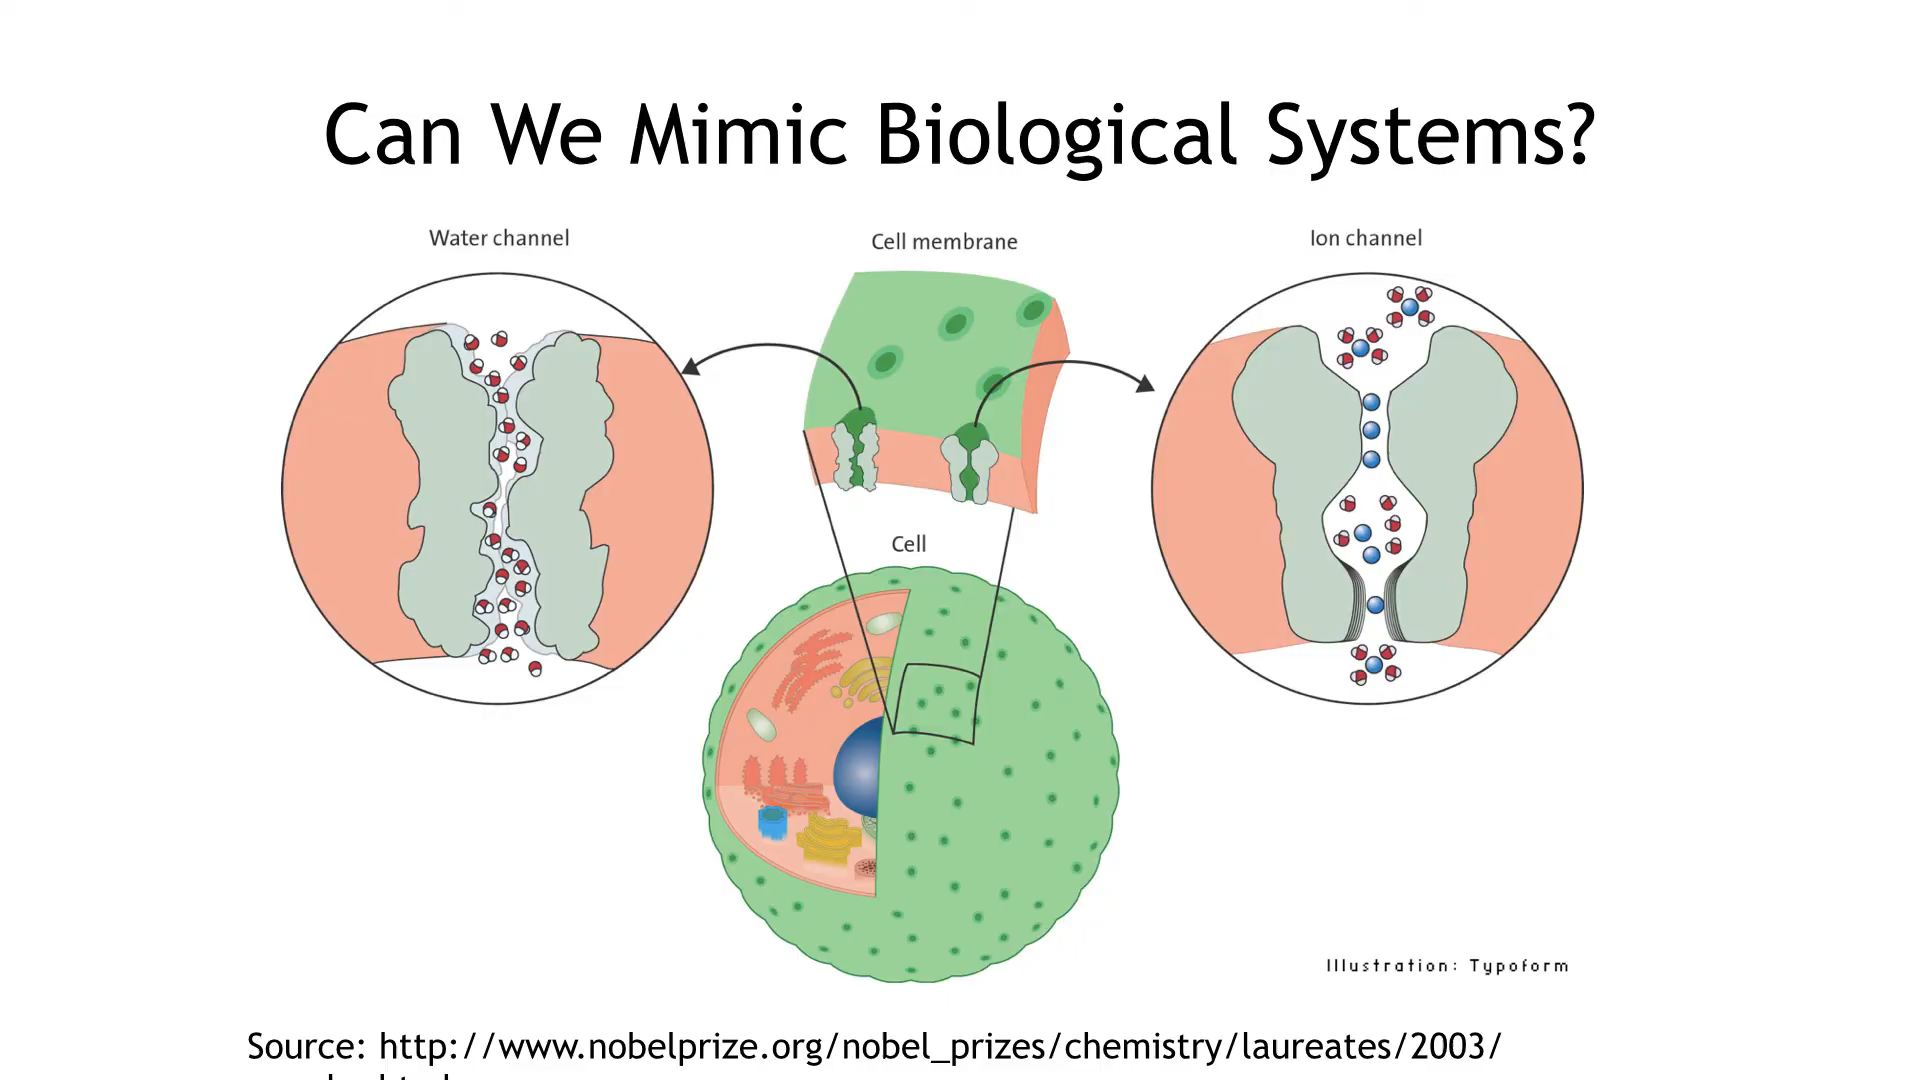 Can We Mimic Biological Systems?
Water channel
Cell membrane
Ion channel
Cell
Illustration: Typoform
Source: http://www.nobelprize.org/nobel_prizes/chemistry/laureates/2003/